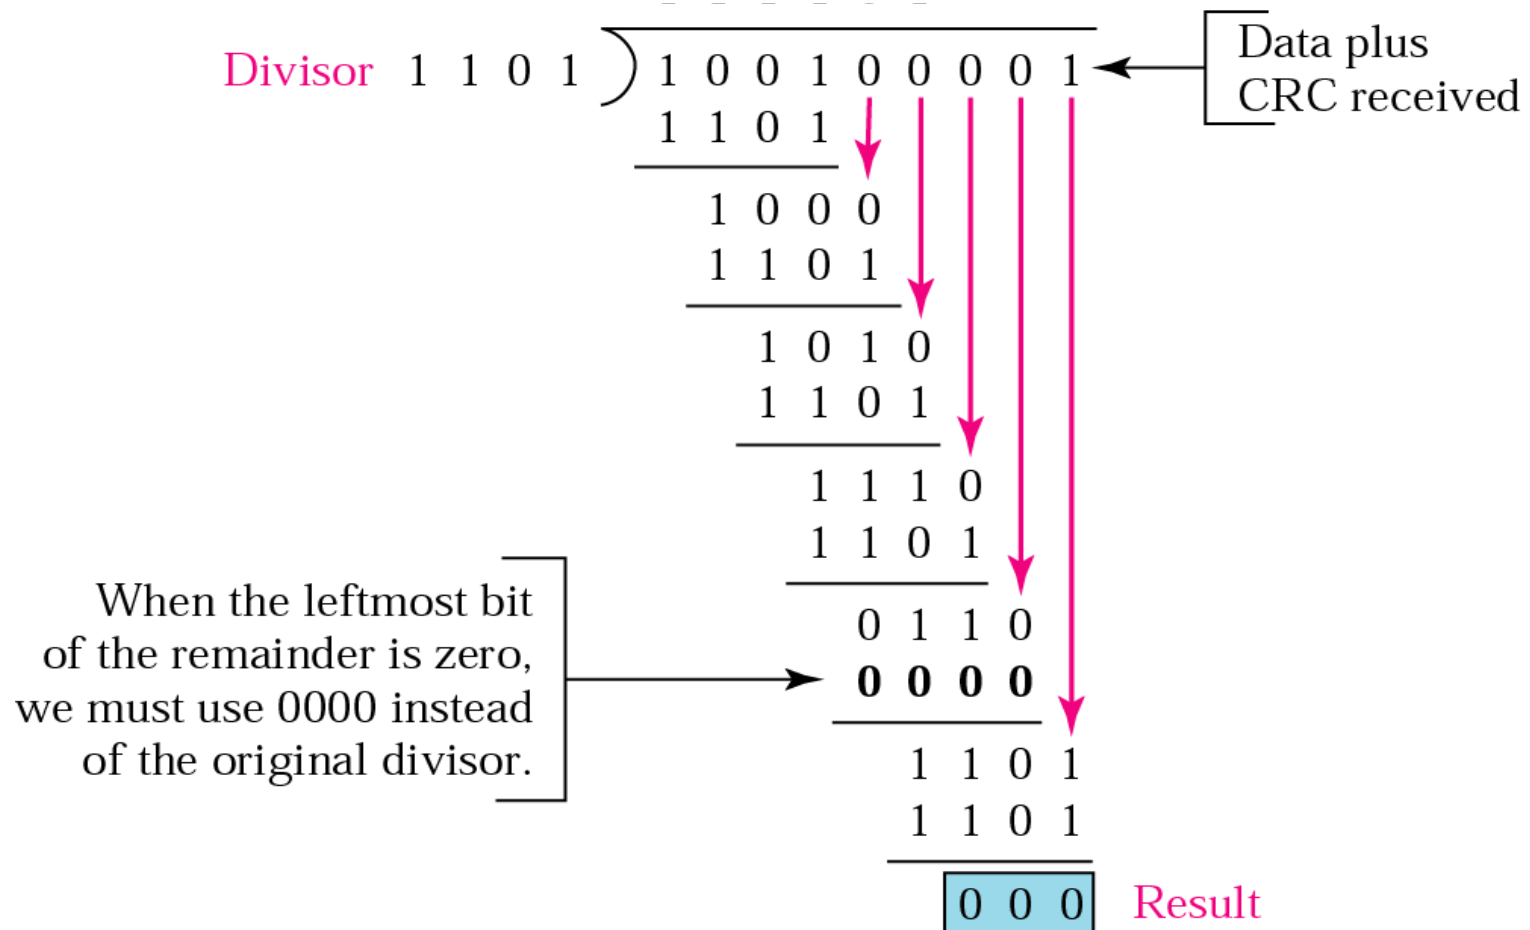 Divisor 1 1 0 1 1 0 0 1 0 0 0 0 1
Data plus
CRC received
1 1 0 1
1 0 0 0
1 1 0 1
1 0 1 0
1 1 0 1
1 1 1 0
1 1 0 1
When the leftmost bit
of the remainder is zero,
we must use 0000 instead
of the original divisor.
0 1 1 0
0 0 0 0
1 1 0 1
1 1 0 1
0 0 0 Result